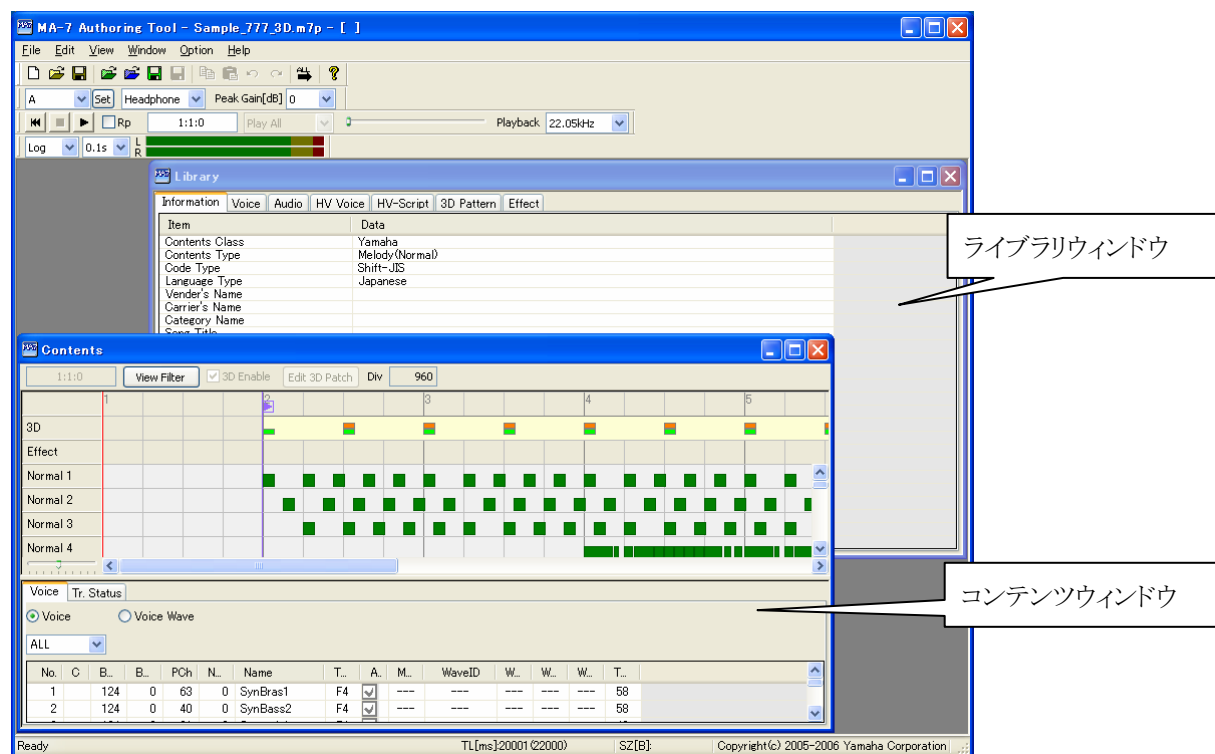 MA-7 Authoring Tool - Sample_777_3D.m7p - [ ]
File Edit View Window Option Help
A Set Headphone Peak Gain[dB] 0
Rp 1:1:0 Play All Playback 22.05kHz
Log 0.1s L R
Library
Information Voice Audio HV Voice HV-Script 3D Pattern Effect
Item Data
Contents Class Yamaha
Contents Type Melody(Normal)
Code Type Shift-JIS
Language Type Japanese
Vender's Name
Carrier's Name
Category Name
Song Title
ライブラリウィンドウ
Contents
1:1:0 View Filter 3D Enable Edit 3D Patch Div 960
1 2 3 4 5
3D
Effect
Normal 1
Normal 2
Normal 3
Normal 4
Voice Tr. Status
Voice Voice Wave
ALL
コンテンツウィンドウ
No. C B... B... PCh N... Name T... A.. M... WaveID W... W... W... T...
1 124 0 63 0 SynBras1 F4 --- --- --- --- --- 58
2 124 0 40 0 SynBass2 F4 --- --- --- --- --- 58
Ready TL[ms]:20001(22000) SZ[B]: Copyright(c) 2005-2006 Yamaha Corporation